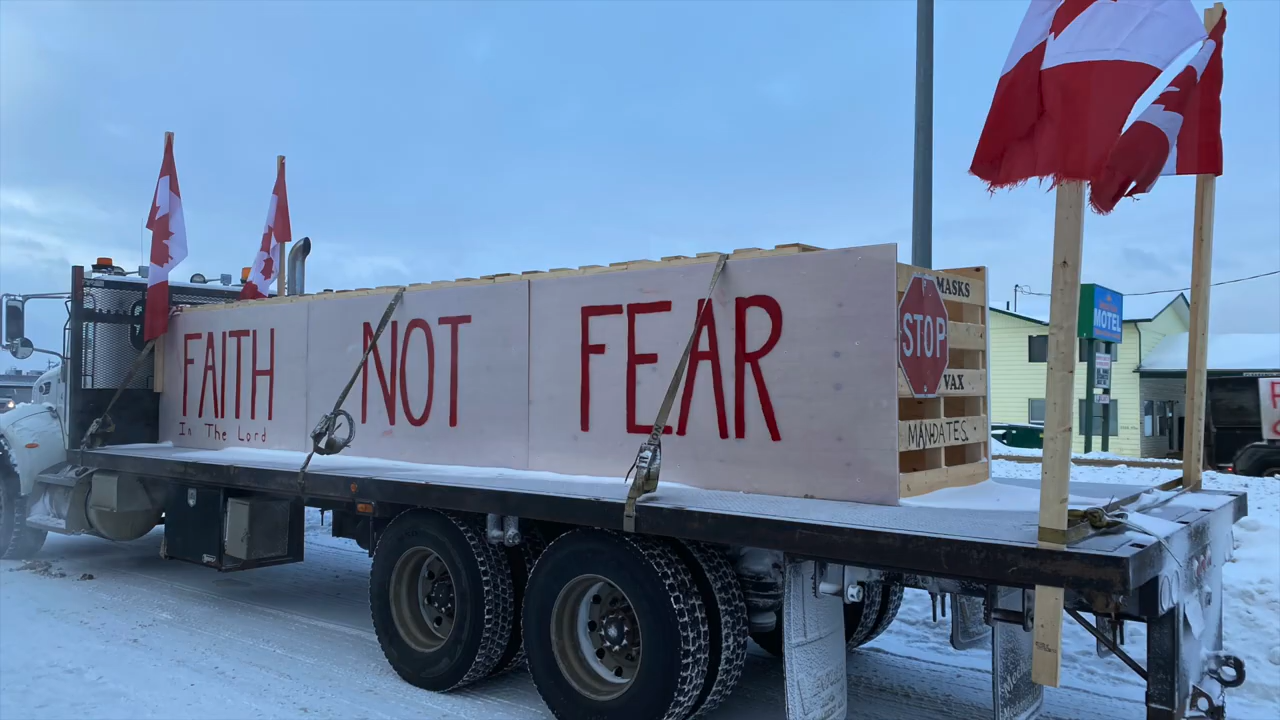 FAITH NOT FEAR
In The Lord
MASKS
STOP
VAX
MANDATES.
MOTEL